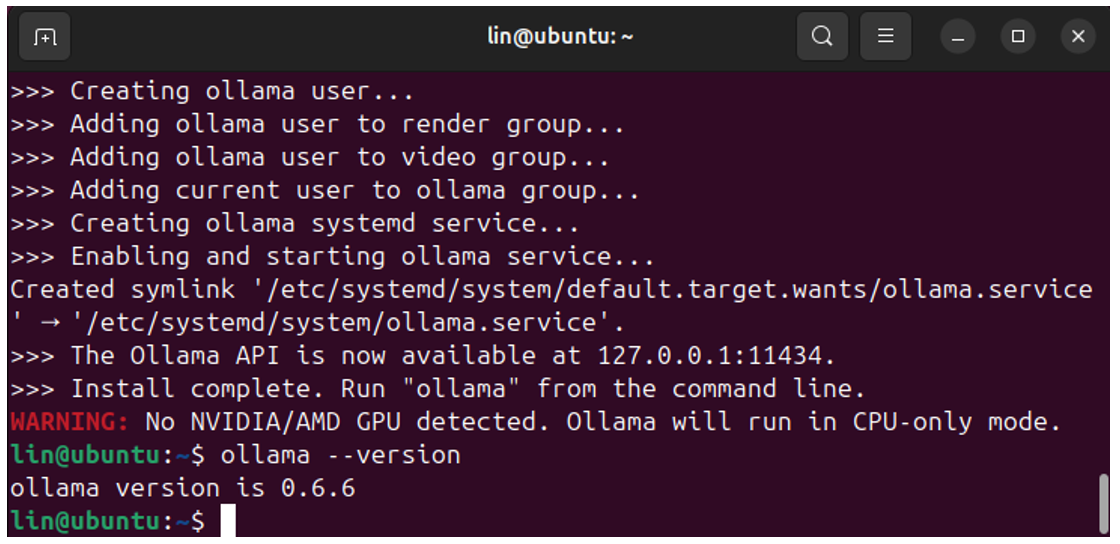 lin@ubuntu: ~
>>> Creating ollama user...
>>> Adding ollama user to render group...
>>> Adding ollama user to video group...
>>> Adding current user to ollama group...
>>> Creating ollama systemd service...
>>> Enabling and starting ollama service...
Created symlink '/etc/systemd/system/default.target.wants/ollama.service
' → '/etc/systemd/system/ollama.service'.
>>> The Ollama API is now available at 127.0.0.1:11434.
>>> Install complete. Run "ollama" from the command line.
WARNING: No NVIDIA/AMD GPU detected. Ollama will run in CPU-only mode.
lin@ubuntu:~$ ollama --version
ollama version is 0.6.6
lin@ubuntu:~$